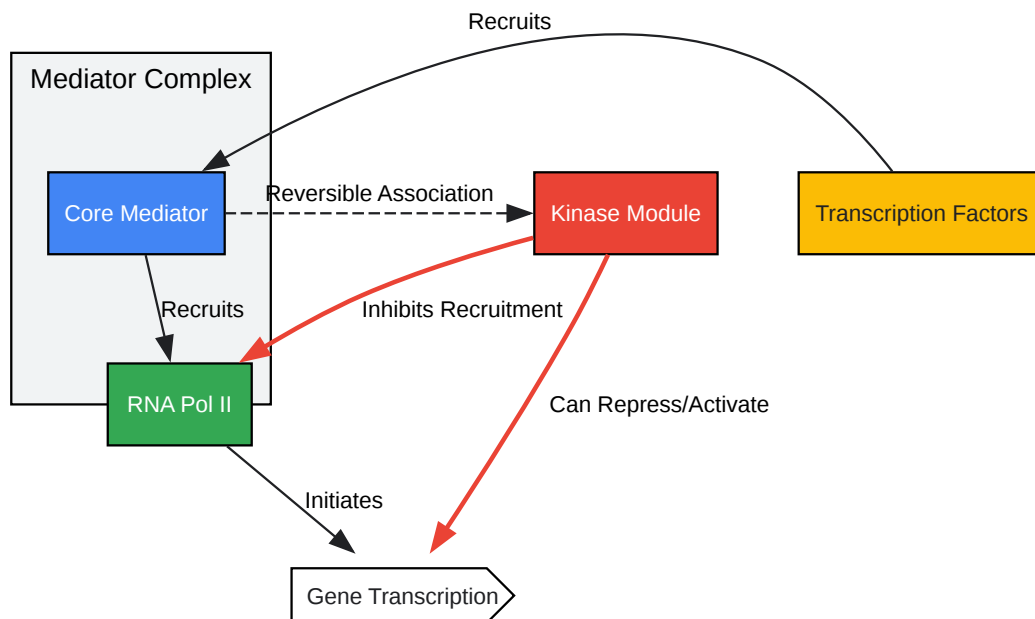 Recruits
Mediator Complex
Reversible Association
Core Mediator
Kinase Module
Transcription Factors
Recruits
Inhibits Recruitment
RNA Pol II
Can Repress/Activate
Initiates
Gene Transcription